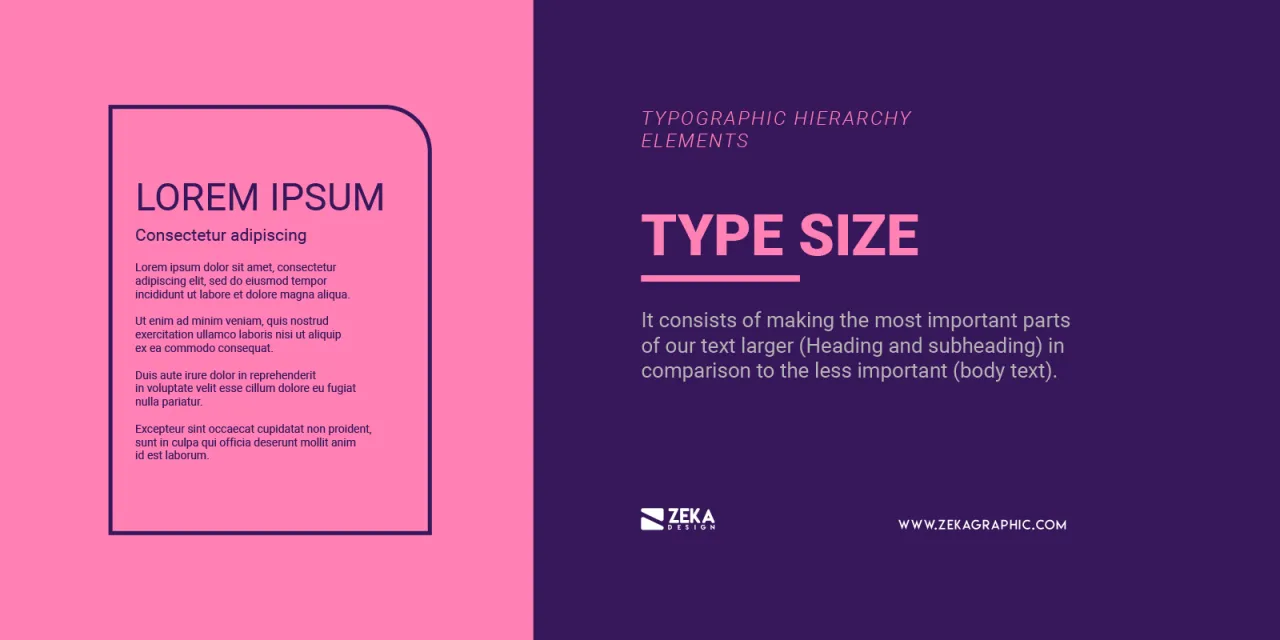 LOREM IPSUM
Consectetur adipiscing
Lorem ipsum dolor sit amet, consectetur
adipiscing elit, sed do eiusmod tempor
incididunt ut labore et dolore magna aliqua.
Ut enim ad minim veniam, quis nostrud
exercitation ullamco laboris nisi ut aliquip
ex ea commodo consequat.
Duis aute irure dolor in reprehenderit
in voluptate velit esse cillum dolore eu fugiat
nulla pariatur.
Excepteur sint occaecat cupidatat non proident,
sunt in culpa qui officia deserunt mollit anim
id est laborum.
TYPOGRAPHIC HIERARCHY
ELEMENTS
TYPE SIZE
It consists of making the most important parts
of our text larger (Heading and subheading) in
comparison to the less important (body text).
ZEKA
DESIGN
WWW.ZEKAGRAPHIC.COM